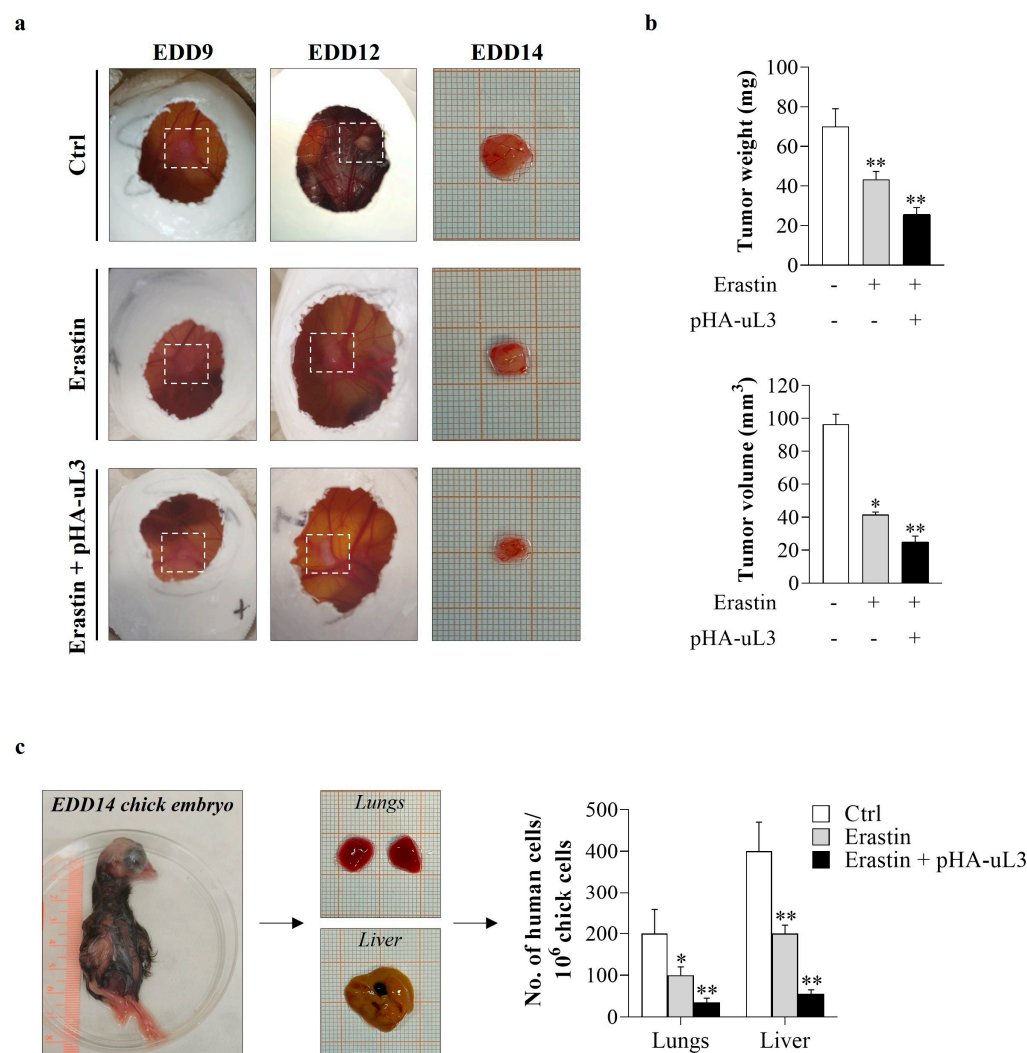 a
EDD9 EDD12 EDD14
Ctrl
Erastin
Erastin + pHA-uL3
b
Tumor weight (mg)
100
80
60
40
20
0
** **
Erastin - + +
pHA-uL3 - - +
Tumor volume (mm³)
120
100
80
60
40
20
0
* **
Erastin - + +
pHA-uL3 - - +
c
EDD14 chick embryo
Lungs
Liver
No. of human cells/
10⁶ chick cells
500
400
300
200
100
0
* ** ** **
Lungs Liver
Ctrl
Erastin
Erastin + pHA-uL3